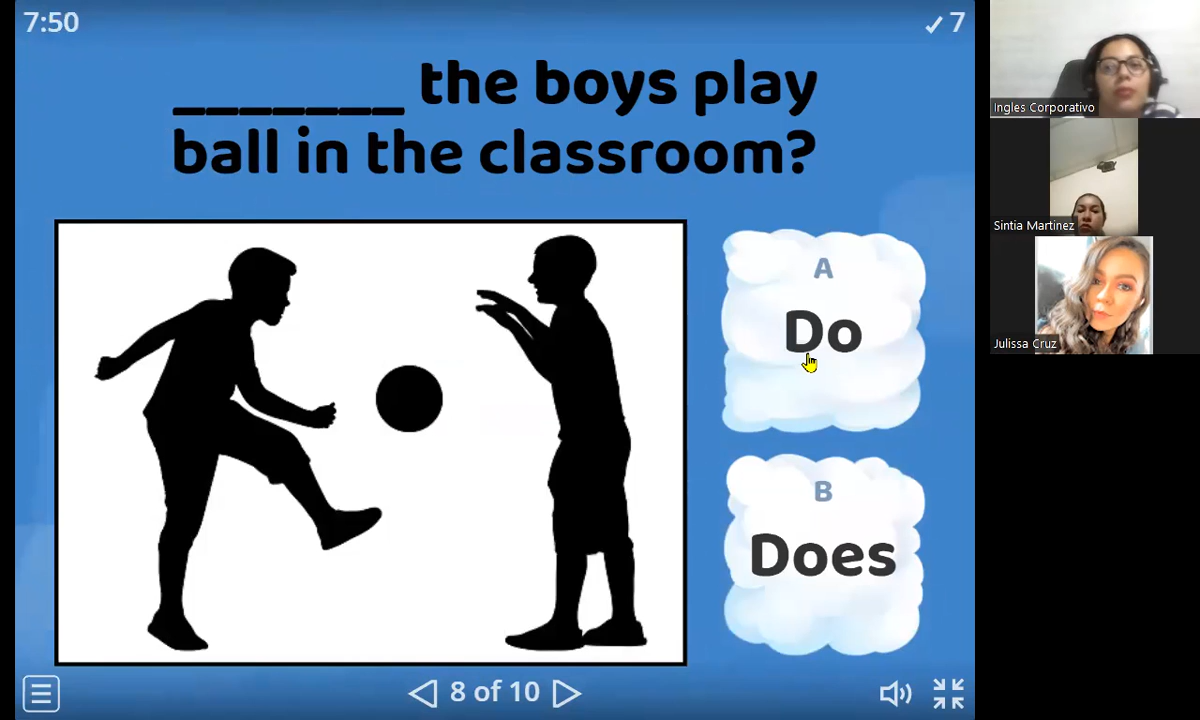 7:50
✓ 7
_______ the boys play
ball in the classroom?
A
Do
B
Does
8 of 10
Ingles Corporativo
Sintia Martinez
Julissa Cruz